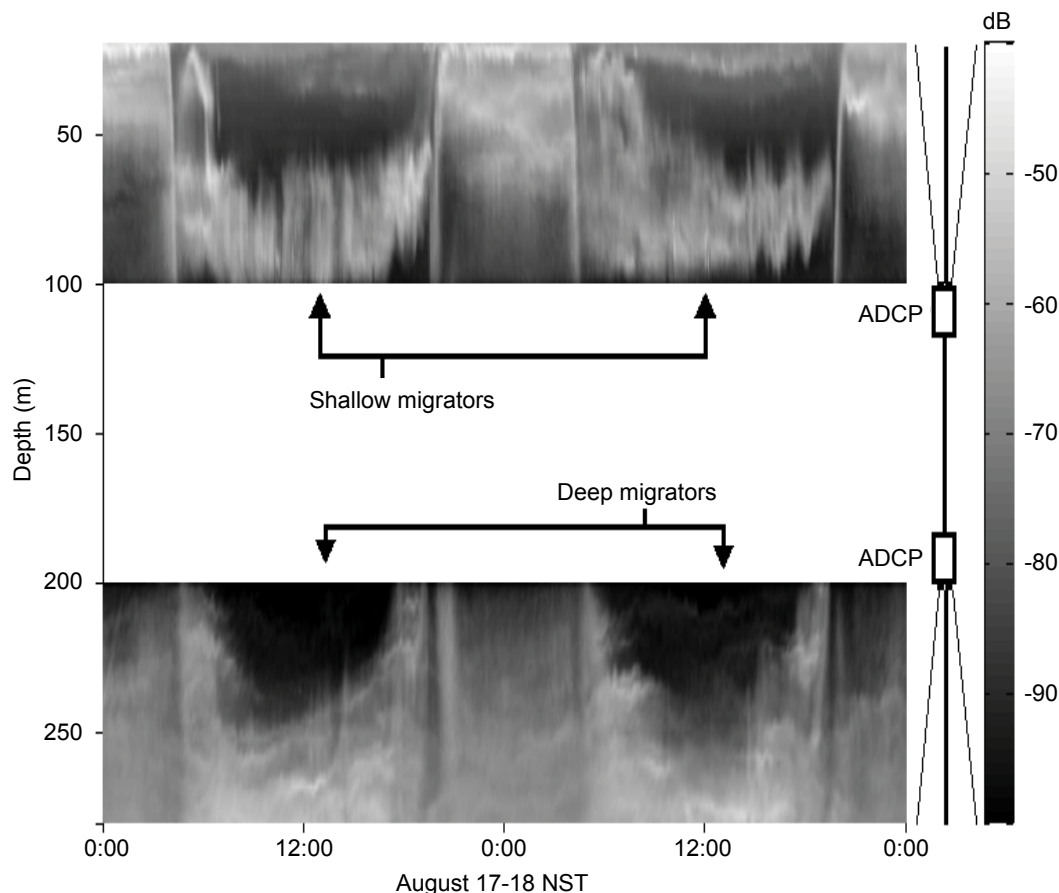 dB
50
-50
100
-60
ADCP
Shallow migrators
Depth (m)
150
-70
Deep migrators
ADCP
200
-80
-90
250
0:00 12:00 0:00 12:00 0:00
August 17-18 NST